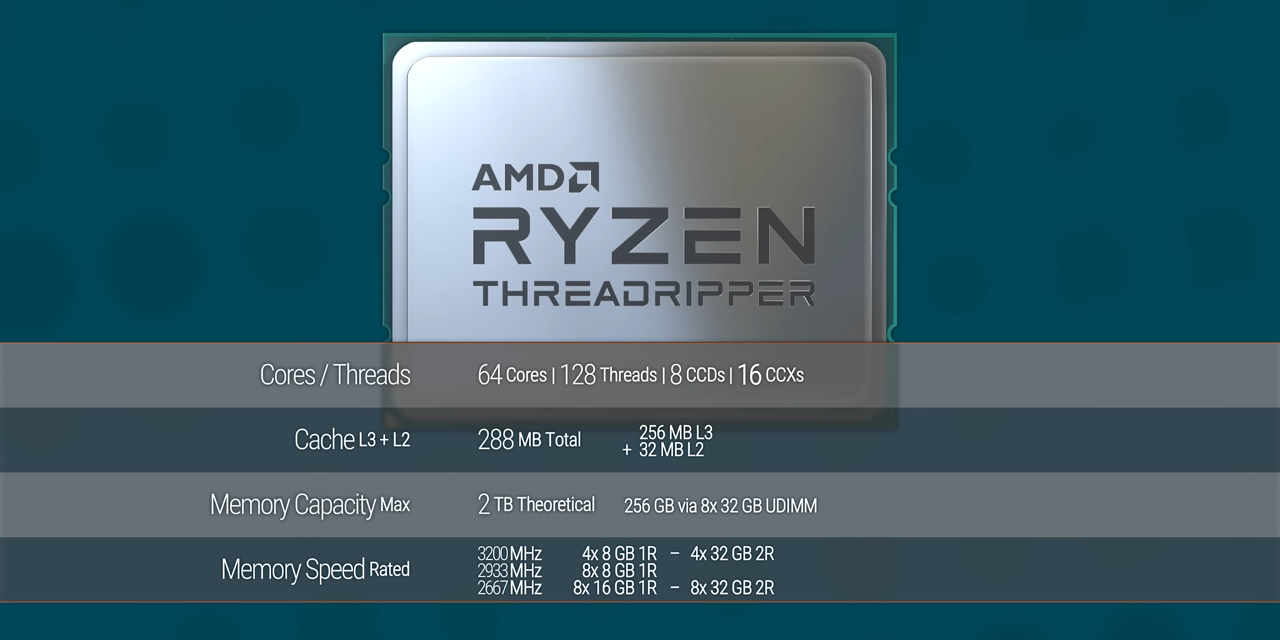 AMD
RYZEN
THREADRIPPER
Cores / Threads 64 Cores | 128 Threads | 8 CCDs | 16 CCXs
Cache L3 + L2 288 MB Total 256 MB L3
+ 32 MB L2
Memory Capacity Max 2 TB Theoretical 256 GB via 8x 32 GB UDIMM
Memory Speed Rated
3200 MHz 4x 8 GB 1R – 4x 32 GB 2R
2933 MHz 8x 8 GB 1R
2667 MHz 8x 16 GB 1R – 8x 32 GB 2R